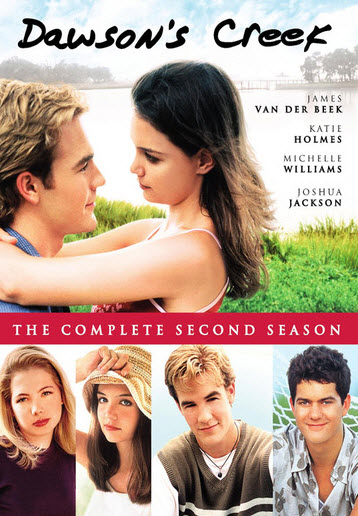 Dawson's Creek
JAMES
VAN DER BEEK
KATIE
HOLMES
MICHELLE
WILLIAMS
JOSHUA
JACKSON
THE COMPLETE SECOND SEASON